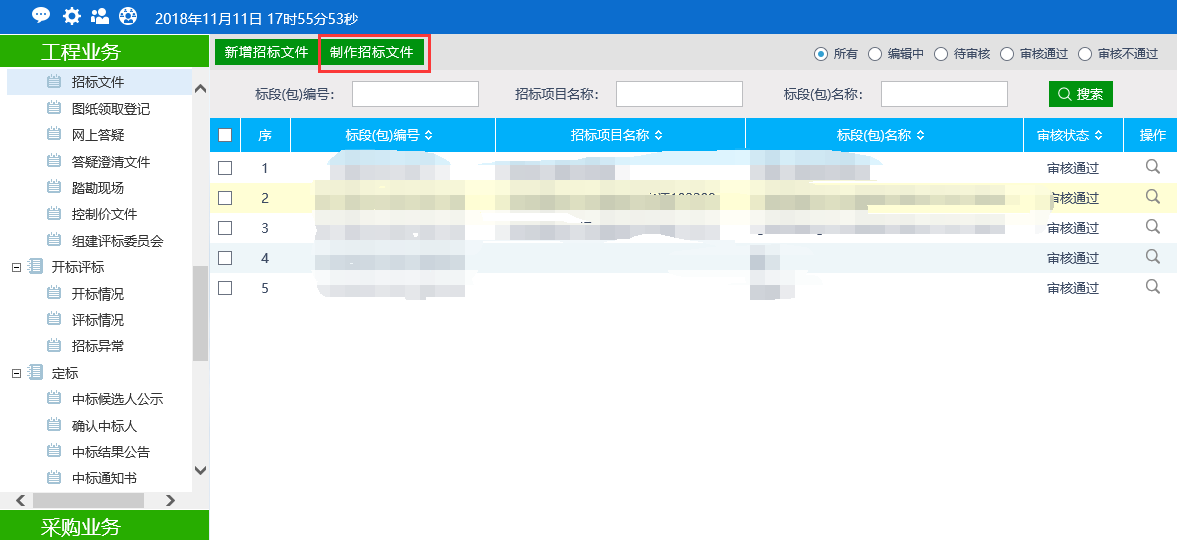 2018年11月11日 17时55分53秒
工程业务
招标文件
图纸领取登记
网上答疑
答疑澄清文件
踏勘现场
控制价文件
组建评标委员会
开标评标
开标情况
评标情况
招标异常
定标
中标候选人公示
确认中标人
中标结果公告
中标通知书
采购业务
新增招标文件 制作招标文件 所有 编辑中 待审核 审核通过 审核不通过
标段(包)编号: 招标项目名称: 标段(包)名称: 搜索
序 标段(包)编号 招标项目名称 标段(包)名称 审核状态 操作
1 审核通过
2 审核通过
3 审核通过
4 审核通过
5 审核通过